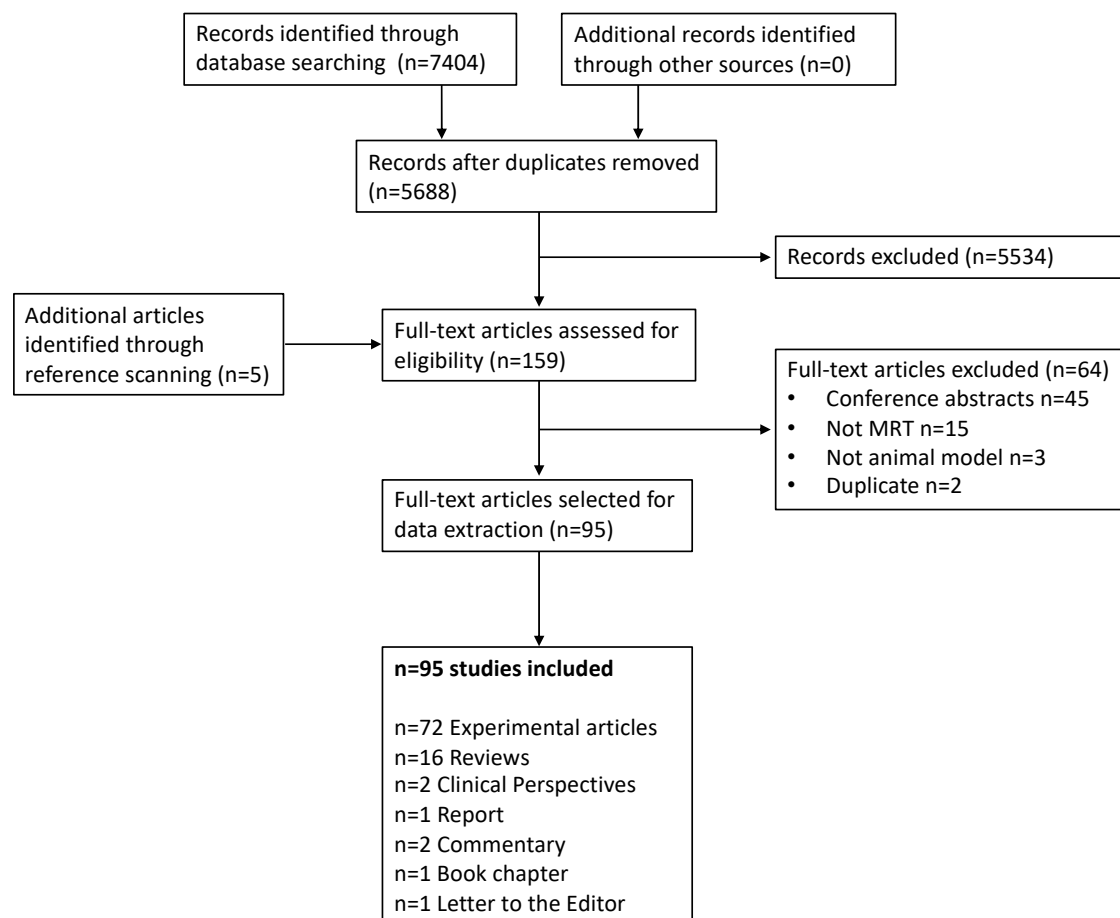 Records identified through
database searching  (n=7404)
Additional records identified
through other sources (n=0)
Records after duplicates removed
(n=5688)
Records excluded (n=5534)
Additional articles
identified through
reference scanning (n=5)
Full-text articles assessed for
eligibility (n=159)
Full-text articles excluded (n=64)
• Conference abstracts n=45
• Not MRT n=15
• Not animal model n=3
• Duplicate n=2
Full-text articles selected for
data extraction (n=95)
n=95 studies included
n=72 Experimental articles
n=16 Reviews
n=2 Clinical Perspectives
n=1 Report
n=2 Commentary
n=1 Book chapter
n=1 Letter to the Editor